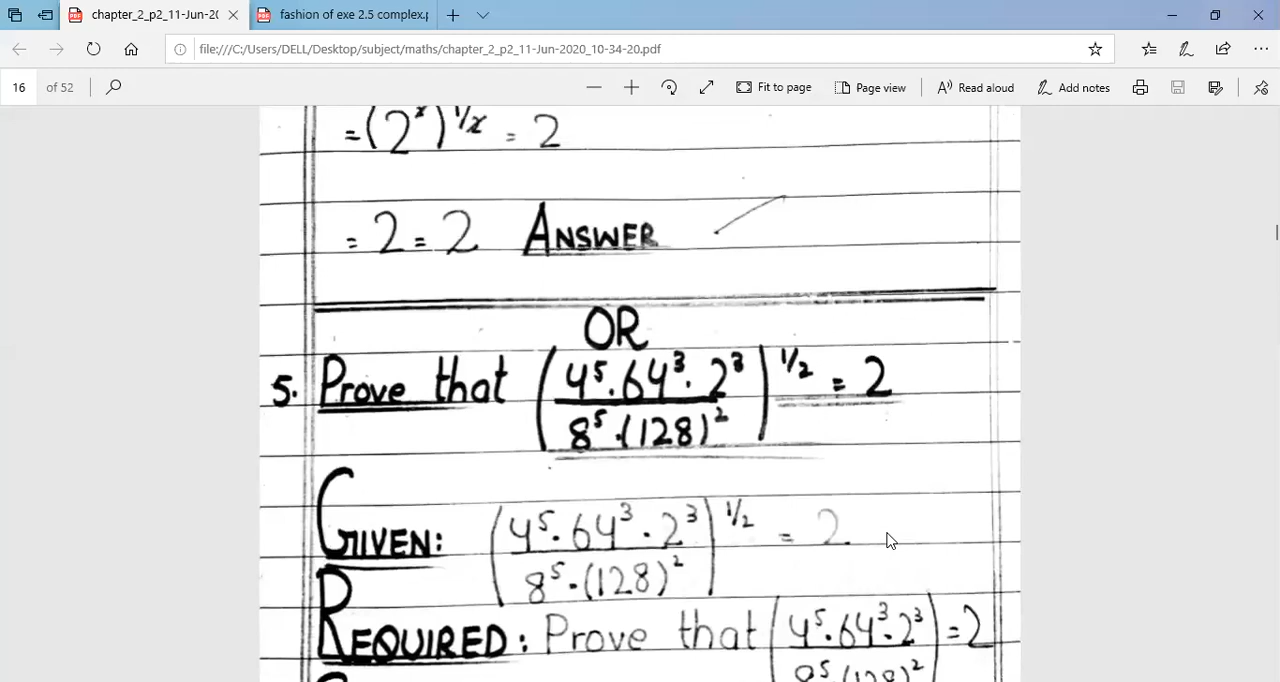 chapter_2_p2_11-Jun-20
fashion of exe 2.5 complex.p
file:///C:/Users/DELL/Desktop/subject/maths/chapter_2_p2_11-Jun-2020_10-34-20.pdf
16 of 52 Fit to page Page view Read aloud Add notes
=(2^x)^1/x = 2
= 2 = 2 ANSWER
OR
5. Prove that (4^5.64^3.2^3 / 8^5.(128)^2)^1/2 = 2
GIVEN: (4^5.64^3.2^3 / 8^5.(128)^2)^1/2 = 2
REQUIRED: Prove that (4^5.64^3.2^3 / 8^5.(128)^2) = 2